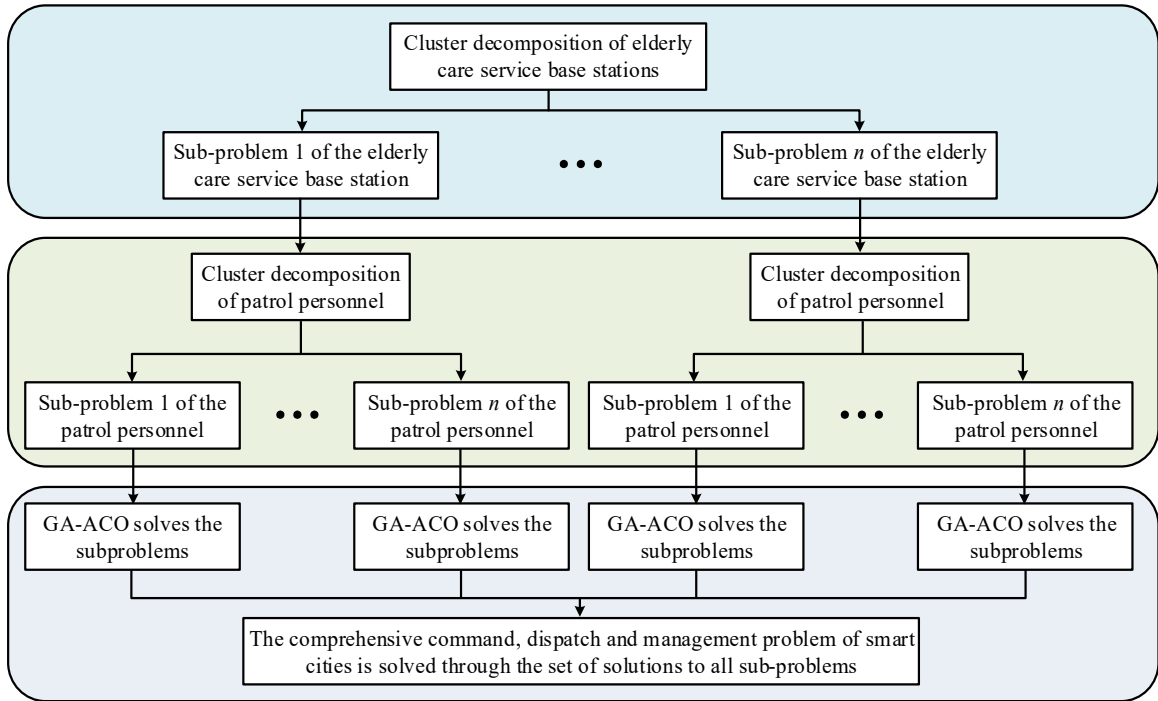 Cluster decomposition of elderly
care service base stations
Sub-problem 1 of the elderly
care service base station
...
Sub-problem n of the elderly
care service base station
Cluster decomposition
of patrol personnel
Cluster decomposition
of patrol personnel
Sub-problem 1 of the
patrol personnel
...
Sub-problem n of the
patrol personnel
Sub-problem 1 of the
patrol personnel
...
Sub-problem n of the
patrol personnel
GA-ACO solves the
subproblems
GA-ACO solves the
subproblems
GA-ACO solves the
subproblems
GA-ACO solves the
subproblems
The comprehensive command, dispatch and management problem of smart
cities is solved through the set of solutions to all sub-problems